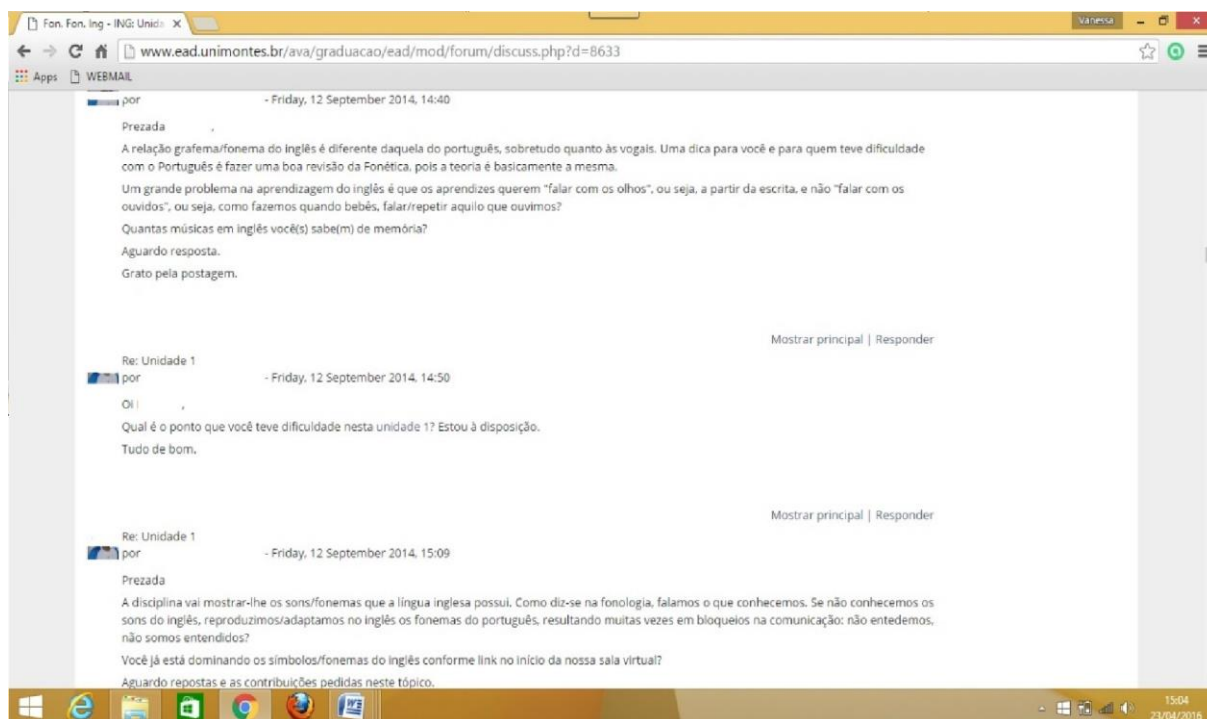 Fon. Fon. Ing - ING: Unida
Vanessa
www.ead.unimontes.br/ava/graduacao/ead/mod/forum/discuss.php?d=8633
Apps WEBMAIL
por - Friday, 12 September 2014, 14:40
Prezada ,
A relação grafema/fonema do inglês é diferente daquela do português, sobretudo quanto às vogais. Uma dica para você e para quem teve dificuldade
com o Português é fazer uma boa revisão da Fonética, pois a teoria é basicamente a mesma.
Um grande problema na aprendizagem do inglês é que os aprendizes querem "falar com os olhos", ou seja, a partir da escrita, e não "falar com os
ouvidos", ou seja, como fazemos quando bebês, falar/repetir aquilo que ouvimos?
Quantas músicas em inglês você(s) sabe(m) de memória?
Aguardo resposta.
Grato pela postagem.
Mostrar principal | Responder
Re: Unidade 1
por - Friday, 12 September 2014, 14:50
Oi ,
Qual é o ponto que você teve dificuldade nesta unidade 1? Estou à disposição.
Tudo de bom.
Mostrar principal | Responder
Re: Unidade 1
por - Friday, 12 September 2014, 15:09
Prezada
A disciplina vai mostrar-lhe os sons/fonemas que a língua inglesa possui. Como diz-se na fonologia, falamos o que conhecemos. Se não conhecemos os
sons do inglês, reproduzimos/adaptamos no inglês os fonemas do português, resultando muitas vezes em bloqueios na comunicação: não entedemos,
não somos entendidos?
Você já está dominando os símbolos/fonemas do inglês conforme link no início da nossa sala virtual?
Aguardo repostas e as contribuições pedidas neste tópico.
15:04
23/04/2016